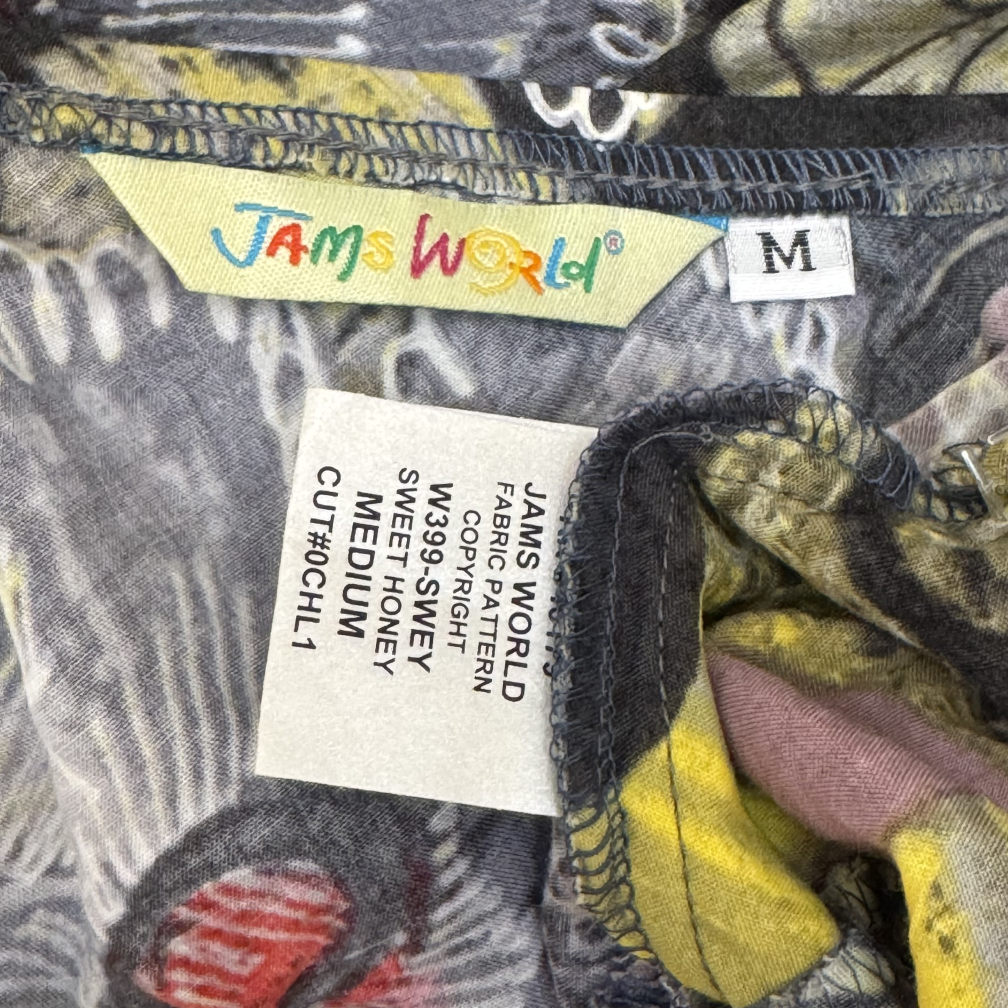 JAMS WORLD®
M
JAMS WORLD
FABRIC PATTERN
COPYRIGHT
W399-SWEY
SWEET HONEY
MEDIUM
CUT#0CHL1